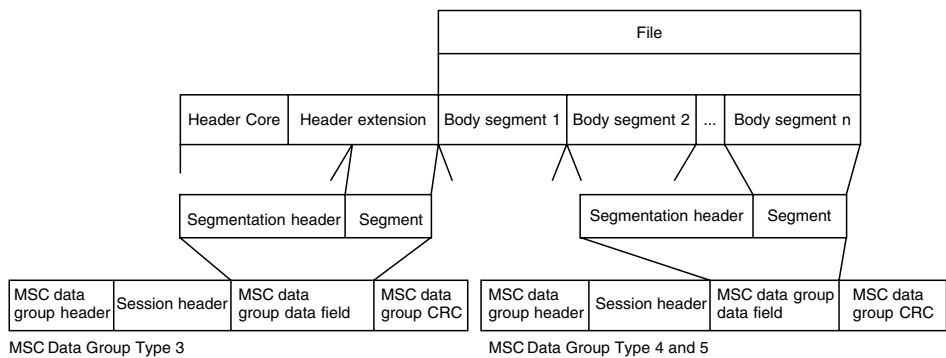 File
Header Core
Header extension
Body segment 1
Body segment 2
...
Body segment n
Segmentation header
Segment
Segmentation header
Segment
MSC data
group header
Session header
MSC data
group data field
MSC data
group CRC
MSC data
group header
Session header
MSC data group
data field
MSC data
group CRC
MSC Data Group Type 3
MSC Data Group Type 4 and 5